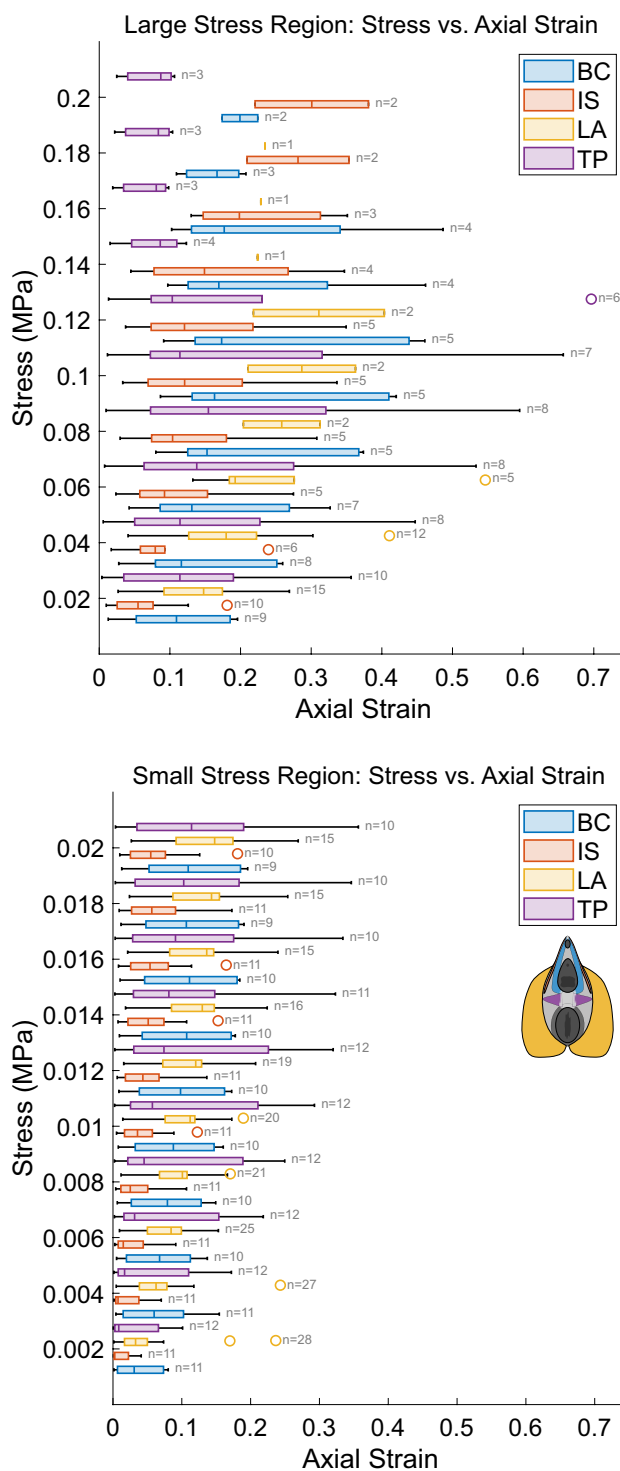 Large Stress Region: Stress vs. Axial Strain
BC
IS
LA
TP
n=3
0.2
n=2
n=2
n=3
n=1
0.18
n=2
n=3
n=3
n=1
0.16
n=3
n=4
n=4
n=1
0.14
n=4
n=4
n=6
n=2
0.12
n=5
n=5
n=7
n=2
0.1
n=5
n=5
n=8
n=2
0.08
n=5
n=5
n=8
n=5
0.06
n=5
n=7
n=8
n=12
0.04
n=6
n=8
n=10
n=15
0.02
n=10
n=9
Stress (MPa)
0 0.1 0.2 0.3 0.4 0.5 0.6 0.7
Axial Strain
Small Stress Region: Stress vs. Axial Strain
BC
IS
LA
TP
n=10
n=15
0.02
n=10
n=9
n=10
n=15
0.018
n=11
n=9
n=10
n=15
0.016
n=11
n=10
n=11
n=16
0.014
n=11
n=10
n=12
n=19
0.012
n=11
n=10
n=12
n=20
0.01
n=11
n=10
n=12
n=21
0.008
n=11
n=10
n=12
n=25
0.006
n=11
n=10
n=12
n=27
0.004
n=11
n=11
n=12
n=28
0.002
n=11
n=11
Stress (MPa)
0 0.1 0.2 0.3 0.4 0.5 0.6 0.7
Axial Strain